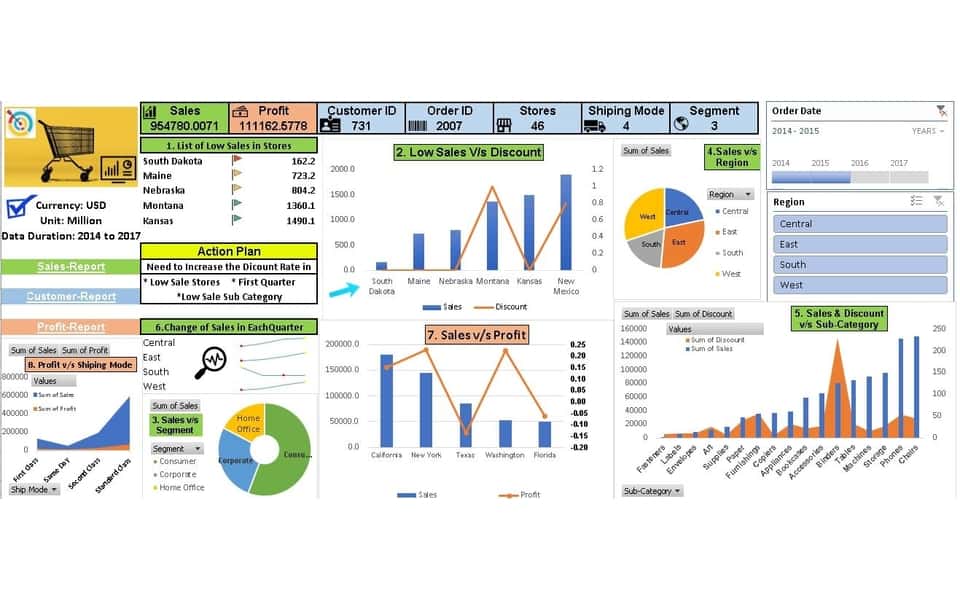 Sales
954780.0071
Profit
111162.5778
Customer ID
731
Order ID
2007
Stores
46
Shiping Mode
4
Segment
3
Currency: USD
Unit: Million
Data Duration: 2014 to 2017
Sales-Report
Customer-Report
Profit-Report
1. List of Low Sales in Stores
South Dakota 162.2
Maine 723.2
Nebraska 804.2
Montana 1360.1
Kansas 1490.1
Action Plan
Need to Increase the Dicount Rate in
* Low Sale Stores * First Quarter
*Low Sale Sub Category
6.Change of Sales in EachQuarter
Central
East
South
West
2. Low Sales V/s Discount
2000.0
1500.0
1000.0
500.0
0.0
1.2
1
0.8
0.6
0.4
0.2
0
South Dakota
Maine
Nebraska
Montana
Kansas
New Mexico
Sales
Discount
Sum of Sales
4.Sales v/s
Region
West
Central
South
East
Region
Central
East
South
West
Order Date
2014 - 2015
YEARS
2014 2015 2016 2017
Region
Central
East
South
West
Sum of Sales Sum of Profit
8. Profit v/s Shiping Mode
Values
Sum of Sales
Sum of Profit
800000
600000
400000
200000
0
First Class
Same Day
Second Class
Standard Class
Ship Mode
Sum of Sales
3. Sales v/s
Segment
Segment
Consumer
Corporate
Home Office
Home
Office
Corporate
Consu...
7. Sales v/s Profit
200000.0
150000.0
100000.0
50000.0
0.0
0.25
0.20
0.15
0.10
0.05
0.00
-0.05
-0.10
-0.15
-0.20
California
New York
Texas
Washington
Florida
Sales
Profit
Sum of Sales Sum of Discount
5. Sales & Discount
v/s Sub-Category
Values
Sum of Discount
Sum of Sales
160000
140000
120000
100000
80000
60000
40000
20000
0
250
200
150
100
50
0
Fasteners
Labels
Envelopes
Art
Supplies
Paper
Furnishings
Copiers
Appliances
Bookcases
Accessories
Binders
Tables
Machines
Storage
Phones
Chairs
Sub-Category